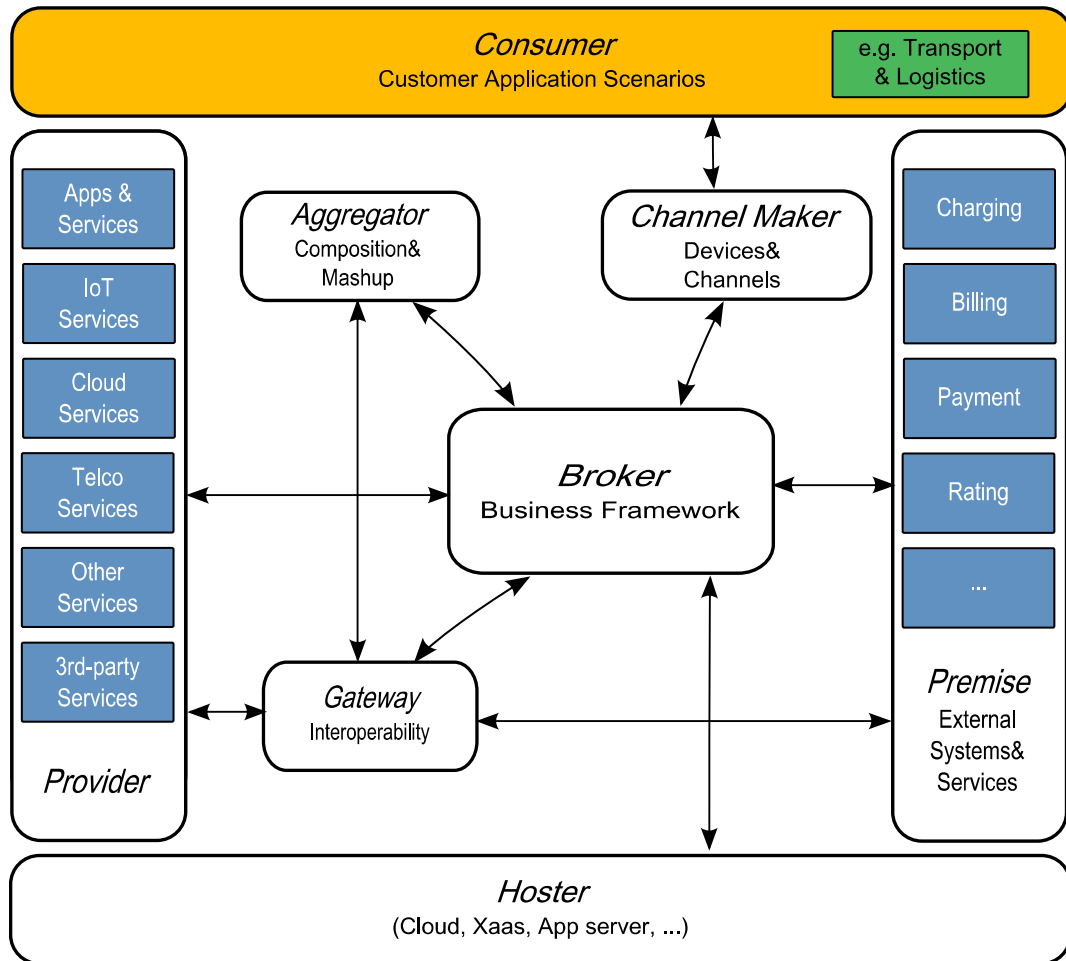 Consumer
Customer Application Scenarios
e.g. Transport
& Logistics
Apps &
Services
IoT
Services
Cloud
Services
Telco
Services
Other
Services
3rd-party
Services
Provider
Aggregator
Composition&
Mashup
Channel Maker
Devices&
Channels
Broker
Business Framework
Gateway
Interoperability
Charging
Billing
Payment
Rating
...
Premise
External
Systems&
Services
Hoster
(Cloud, Xaas, App server, ...)